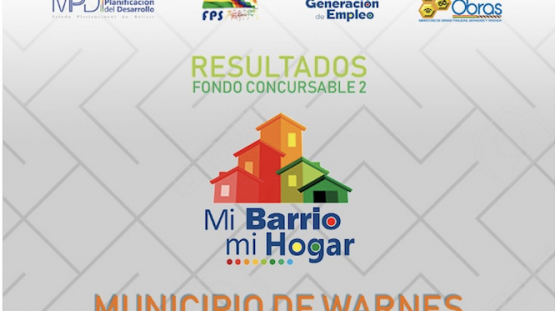 MPD
Planificación
del Desarrollo
FPS
Generación
de Empleo
Obras
RESULTADOS
FONDO CONCURSABLE 2
Mi Barrio
mi Hogar
MUNICIPIO DE WARNES